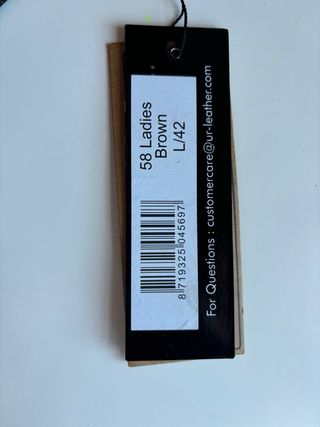 58 Ladies
Brown
L/42
8 719325 045697
For Questions : customercare@ur-leather.com